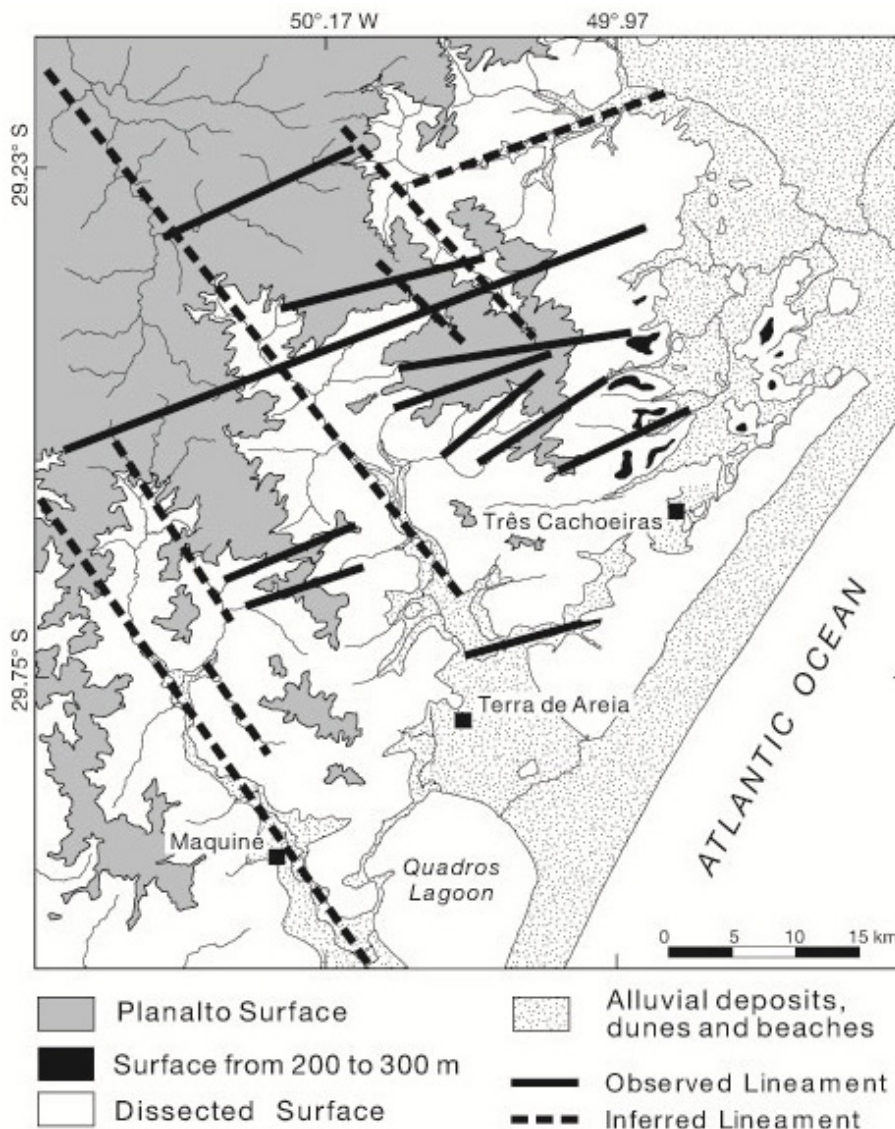 50°.17 W
49°.97
29.23° S
Três Cachoeiras
29.75° S
Terra de Areia
ATLANTIC OCEAN
Maquiné
Quadros
Lagoon
0 5 10 15 km
Planalto Surface
Surface from 200 to 300 m
Dissected Surface
Alluvial deposits,
dunes and beaches
Observed Lineament
Inferred Lineament